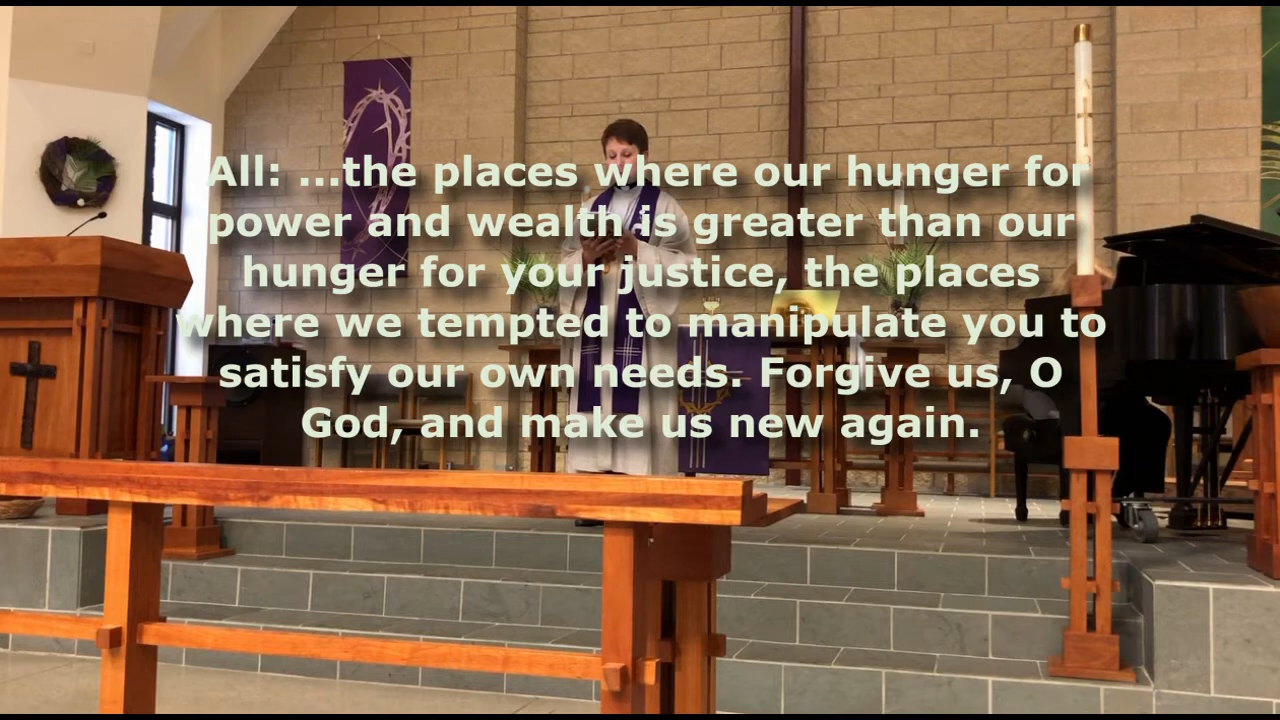 All: ...the places where our hunger for
power and wealth is greater than our
hunger for your justice, the places
where we tempted to manipulate you to
satisfy our own needs. Forgive us, O
God, and make us new again.